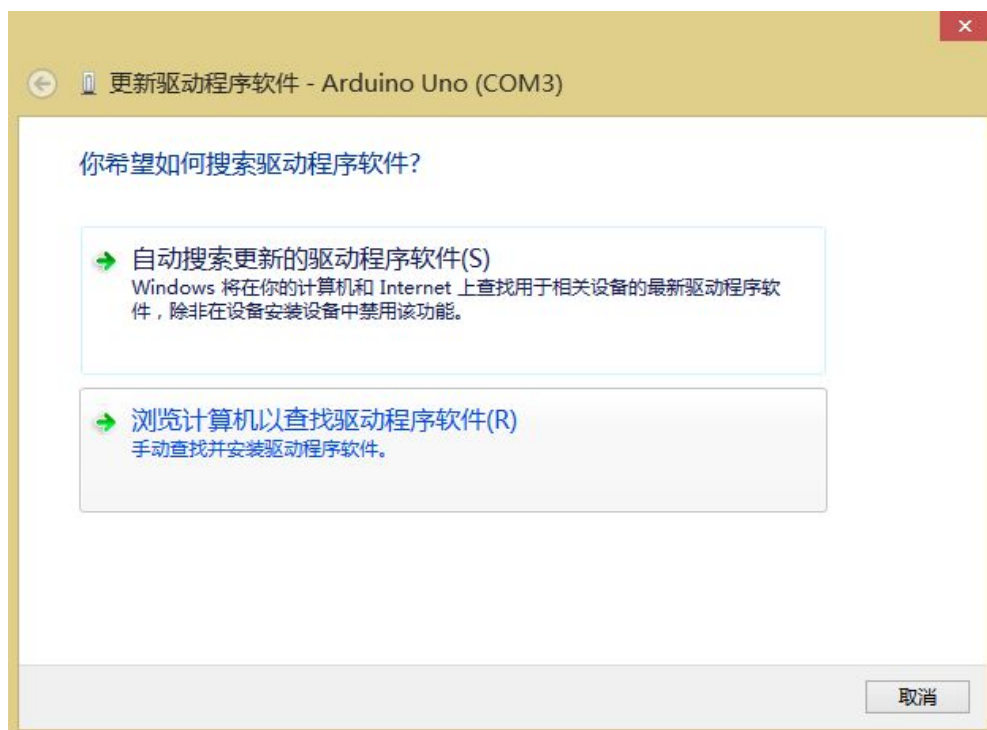 更新驱动程序软件 - Arduino Uno (COM3)
你希望如何搜索驱动程序软件?
自动搜索更新的驱动程序软件(S)
Windows 将在你的计算机和 Internet 上查找用于相关设备的最新驱动程序软
件，除非在设备安装设备中禁用该功能。
浏览计算机以查找驱动程序软件(R)
手动查找并安装驱动程序软件。
取消